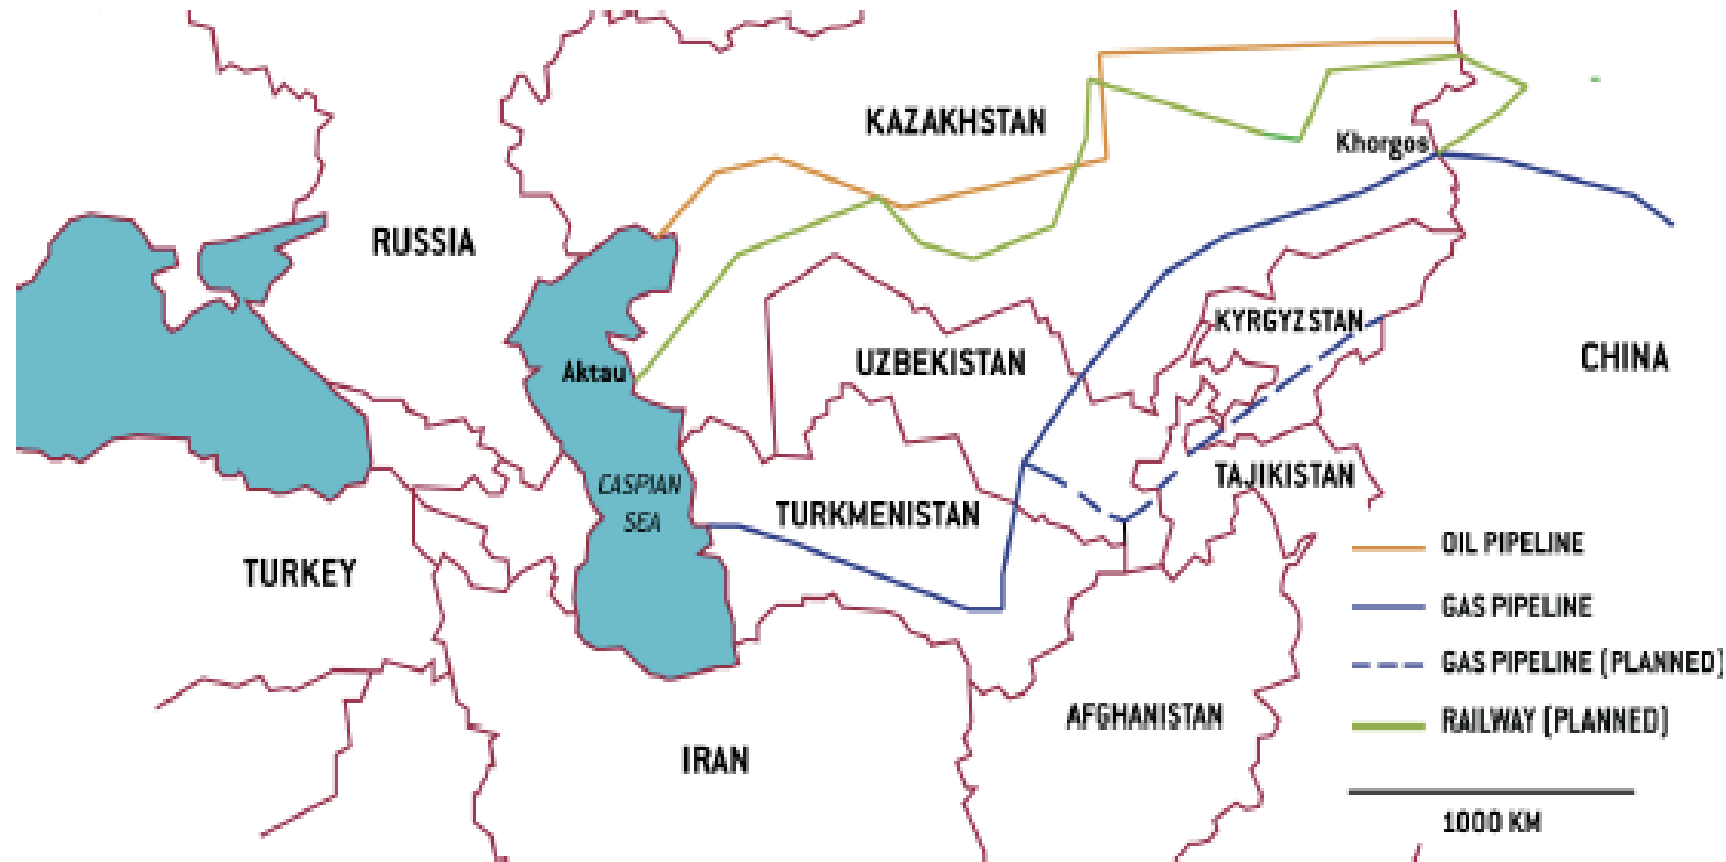 KAZAKHSTAN
Khorgos
RUSSIA
KYRGYZSTAN
UZBEKISTAN
CHINA
Aktau
CASPIAN
SEA
TAJIKISTAN
TURKMENISTAN
TURKEY
OIL PIPELINE
GAS PIPELINE
GAS PIPELINE (PLANNED)
AFGHANISTAN
RAILWAY (PLANNED)
IRAN
1000 KM